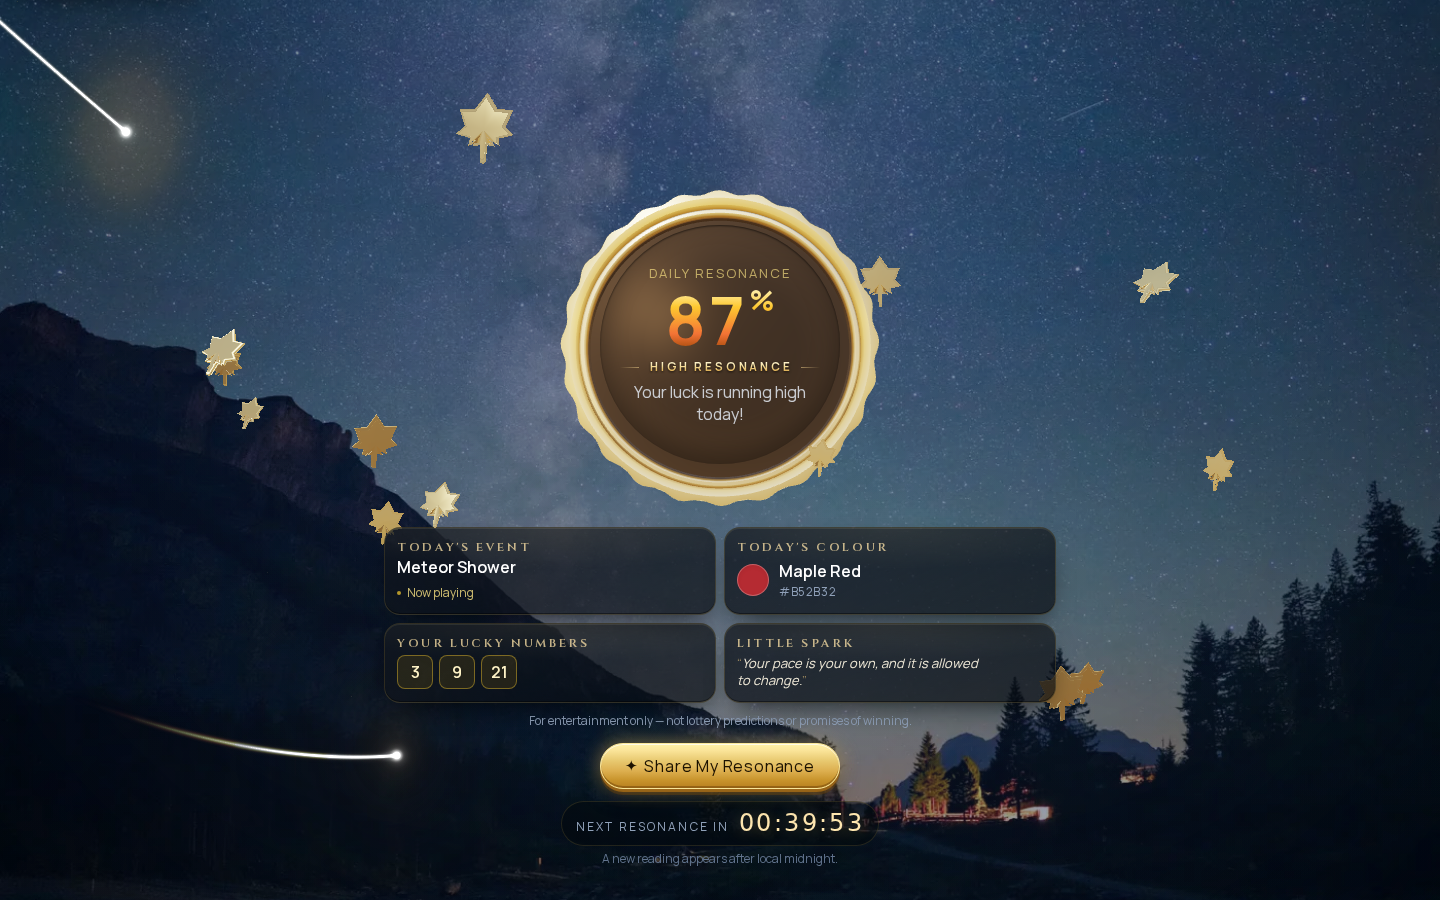 DAILY RESONANCE
87%
HIGH RESONANCE
Your luck is running high
today!
TODAY'S EVENT
Meteor Shower
Now playing
TODAY'S COLOUR
Maple Red
#B52B32
YOUR LUCKY NUMBERS
3 9 21
LITTLE SPARK
"Your pace is your own, and it is allowed
to change."
For entertainment only — not lottery predictions or promises of winning.
✦ Share My Resonance
NEXT RESONANCE IN 00:39:53
A new reading appears after local midnight.